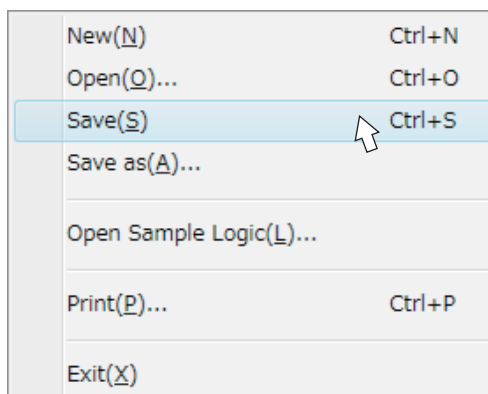 New(N) Ctrl+N
Open(O)... Ctrl+O
Save(S) Ctrl+S
Save as(A)...
Open Sample Logic(L)...
Print(P)... Ctrl+P
Exit(X)